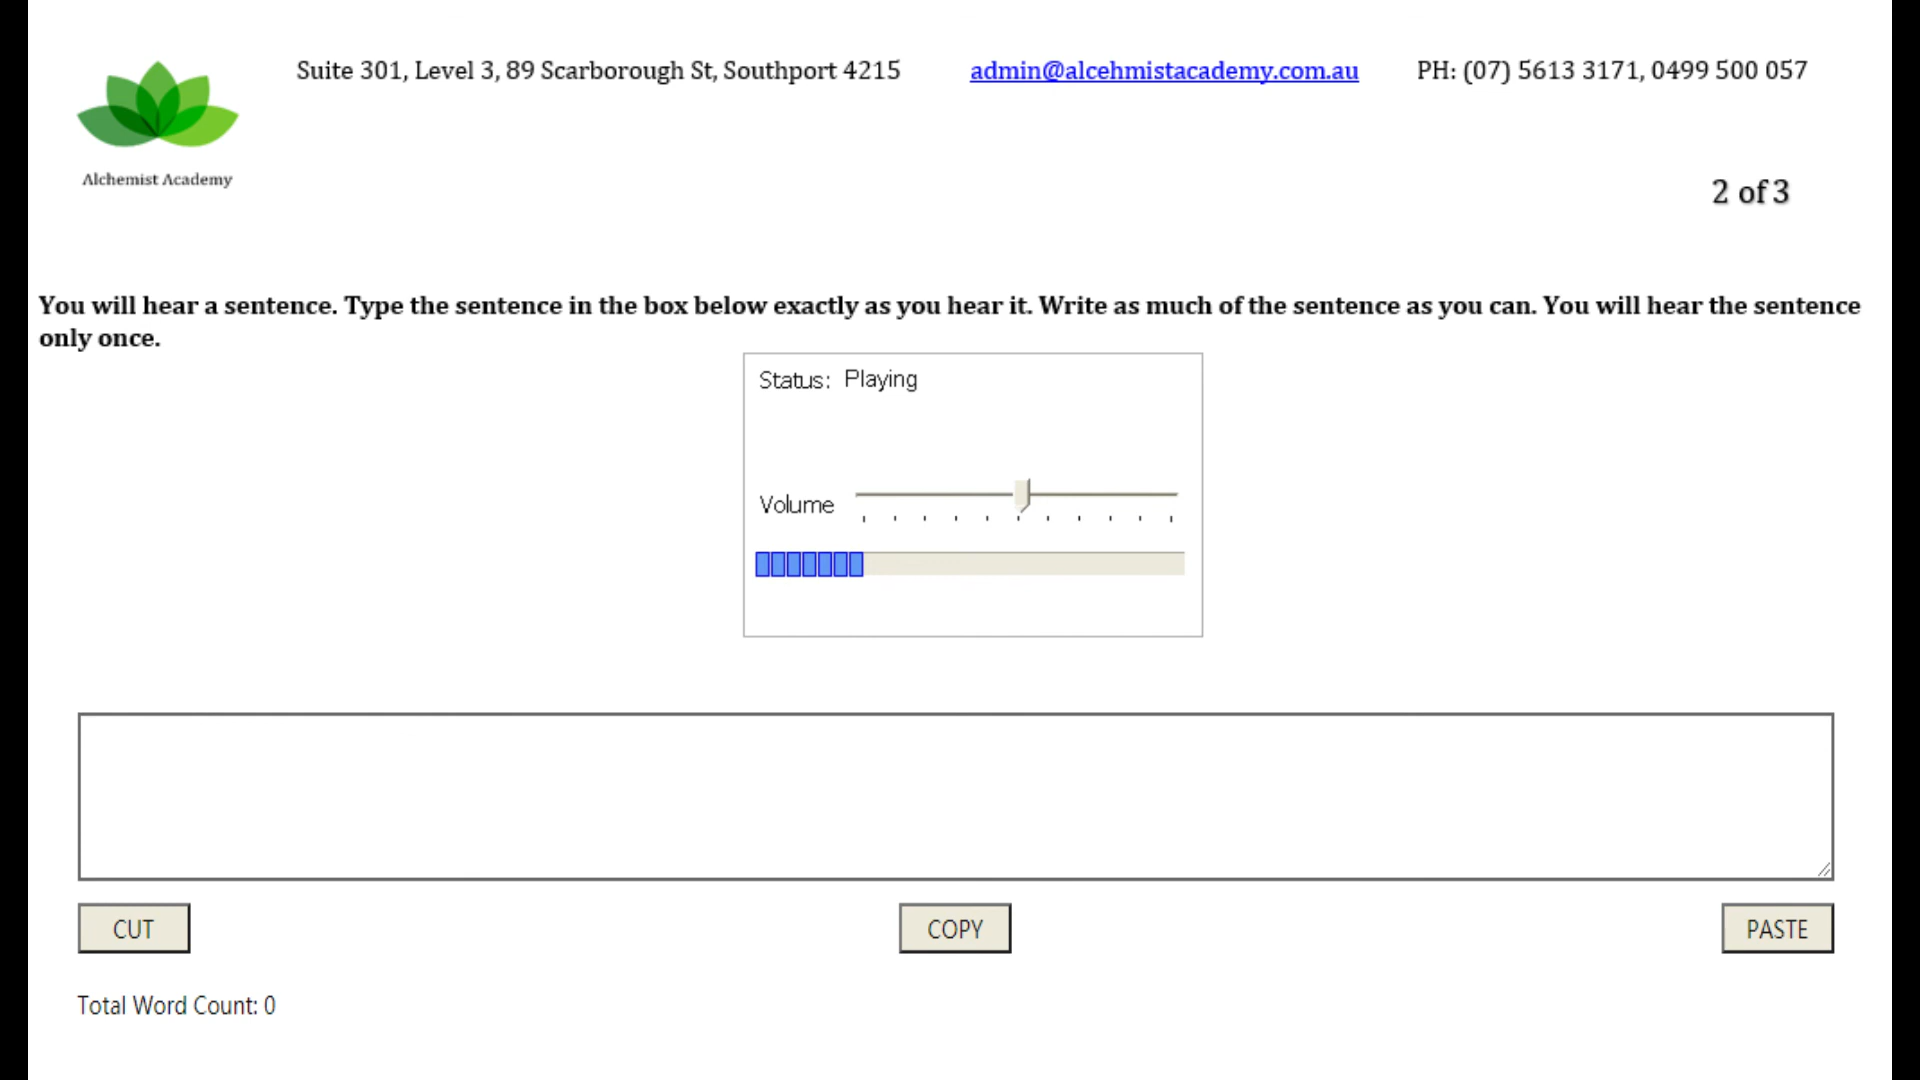 Suite 301, Level 3, 89 Scarborough St, Southport 4215 admin@alcehmistacademy.com.au PH: (07) 5613 3171, 0499 500 057
Alchemist Academy
2 of 3
You will hear a sentence. Type the sentence in the box below exactly as you hear it. Write as much of the sentence as you can. You will hear the sentence
only once.
Status: Playing
Volume
CUT COPY PASTE
Total Word Count: 0